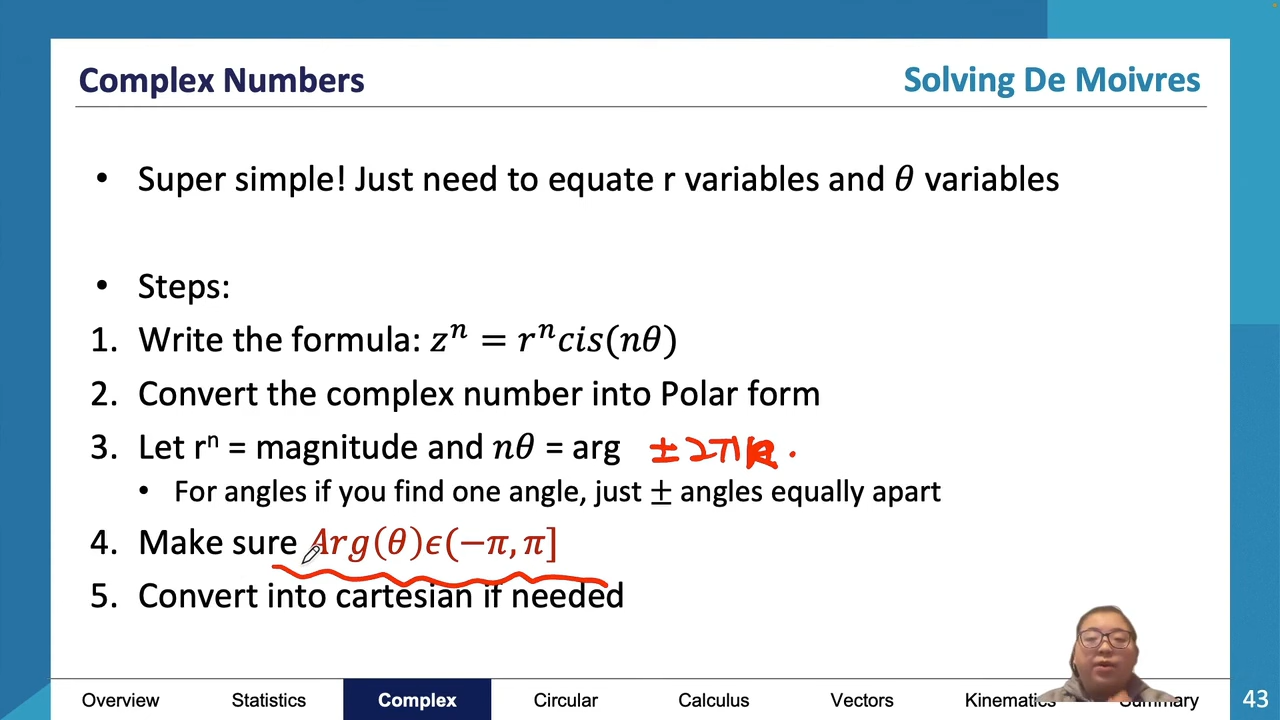 Complex Numbers
Solving De Moivres
• Super simple! Just need to equate r variables and θ variables
• Steps:
1. Write the formula: zⁿ = rⁿcis(nθ)
2. Convert the complex number into Polar form
3. Let rⁿ = magnitude and nθ = arg ± 2πk.
• For angles if you find one angle, just ± angles equally apart
4. Make sure Arg(θ)ϵ(−π, π]
5. Convert into cartesian if needed
Overview Statistics Complex Circular Calculus Vectors Kinematics Summary 43